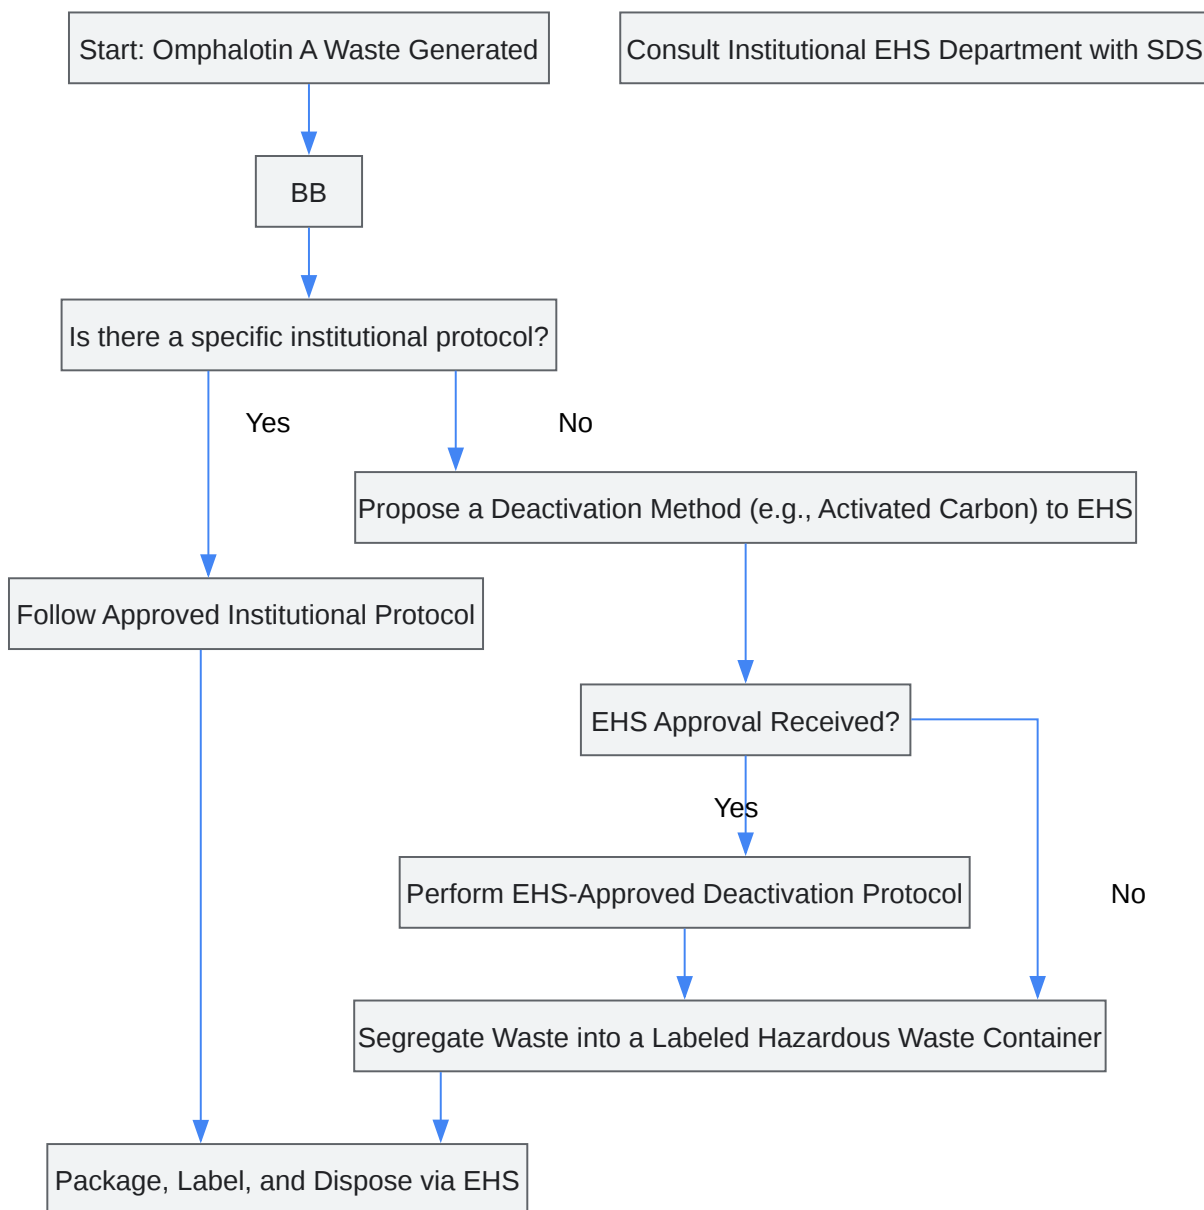 Start: Omphalotin A Waste Generated
Consult Institutional EHS Department with SDS
BB
Is there a specific institutional protocol?
Yes
No
Propose a Deactivation Method (e.g., Activated Carbon) to EHS
Follow Approved Institutional Protocol
EHS Approval Received?
Yes
Perform EHS-Approved Deactivation Protocol
No
Segregate Waste into a Labeled Hazardous Waste Container
Package, Label, and Dispose via EHS